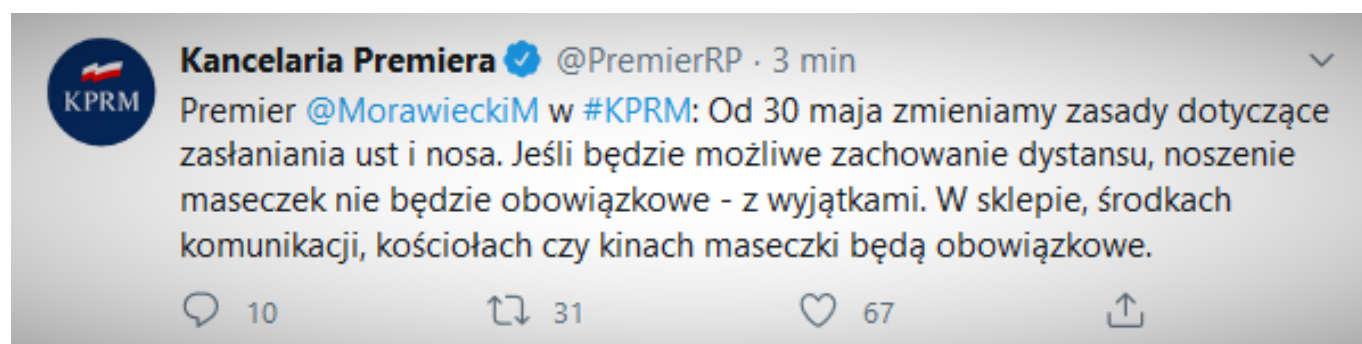 Kancelaria Premiera @PremierRP · 3 min
KPRM
Premier @MorawieckiM w #KPRM: Od 30 maja zmieniamy zasady dotyczące
zasłaniania ust i nosa. Jeśli będzie możliwe zachowanie dystansu, noszenie
maseczek nie będzie obowiązkowe - z wyjątkami. W sklepie, środkach
komunikacji, kościołach czy kinach maseczki będą obowiązkowe.
10 31 67